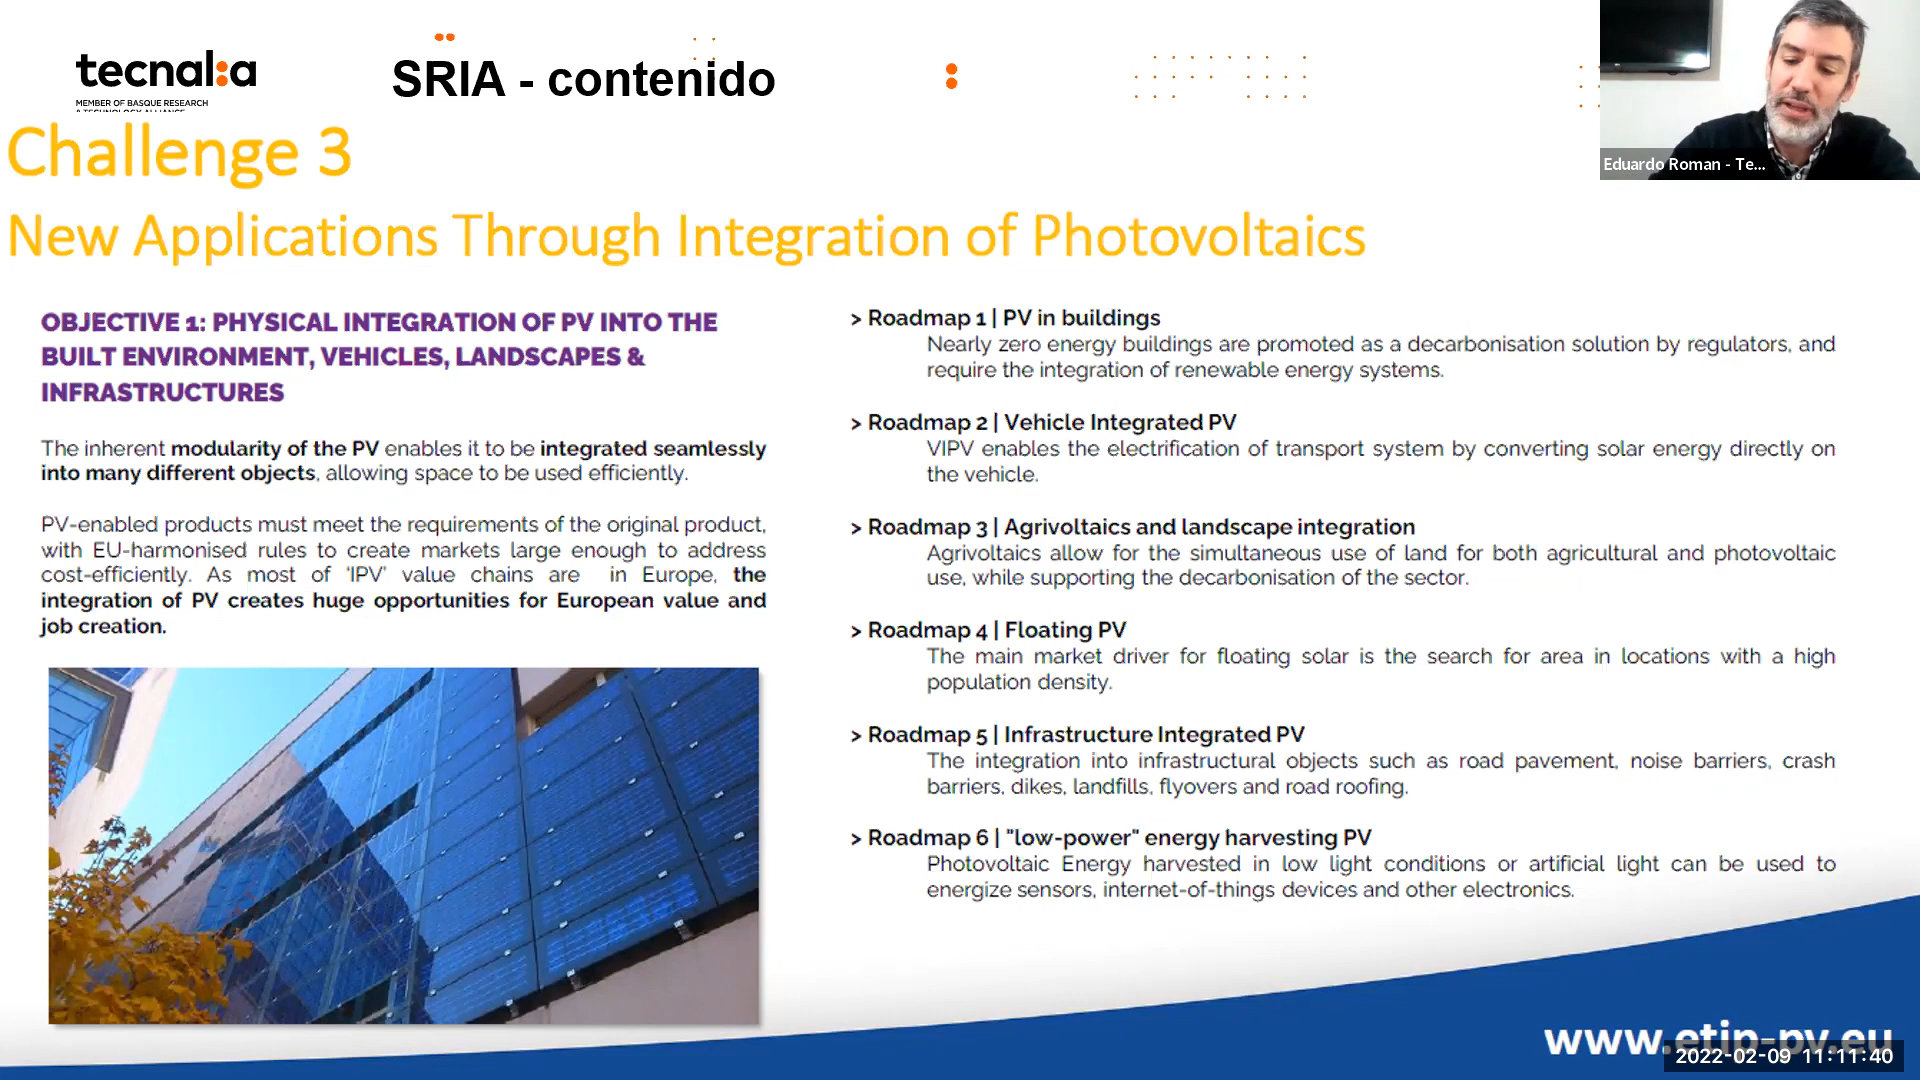 tecnal:a
MEMBER OF BASQUE RESEARCH
& TECHNOLOGY ALLIANCE
SRIA - contenido
Eduardo Roman - Te...
Challenge 3
New Applications Through Integration of Photovoltaics
OBJECTIVE 1: PHYSICAL INTEGRATION OF PV INTO THE
BUILT ENVIRONMENT, VEHICLES, LANDSCAPES &
INFRASTRUCTURES
The inherent modularity of the PV enables it to be integrated seamlessly
into many different objects, allowing space to be used efficiently.
PV-enabled products must meet the requirements of the original product,
with EU-harmonised rules to create markets large enough to address
cost-efficiently. As most of 'IPV' value chains are in Europe, the
integration of PV creates huge opportunities for European value and
job creation.
> Roadmap 1 | PV in buildings
Nearly zero energy buildings are promoted as a decarbonisation solution by regulators, and
require the integration of renewable energy systems.
> Roadmap 2 | Vehicle Integrated PV
VIPV enables the electrification of transport system by converting solar energy directly on
the vehicle.
> Roadmap 3 | Agrivoltaics and landscape integration
Agrivoltaics allow for the simultaneous use of land for both agricultural and photovoltaic
use, while supporting the decarbonisation of the sector.
> Roadmap 4 | Floating PV
The main market driver for floating solar is the search for area in locations with a high
population density.
> Roadmap 5 | Infrastructure Integrated PV
The integration into infrastructural objects such as road pavement, noise barriers, crash
barriers, dikes, landfills, flyovers and road roofing.
> Roadmap 6 | "low-power" energy harvesting PV
Photovoltaic Energy harvested in low light conditions or artificial light can be used to
energize sensors, internet-of-things devices and other electronics.
www.etip-pv.eu
2022-02-09 11:11:40